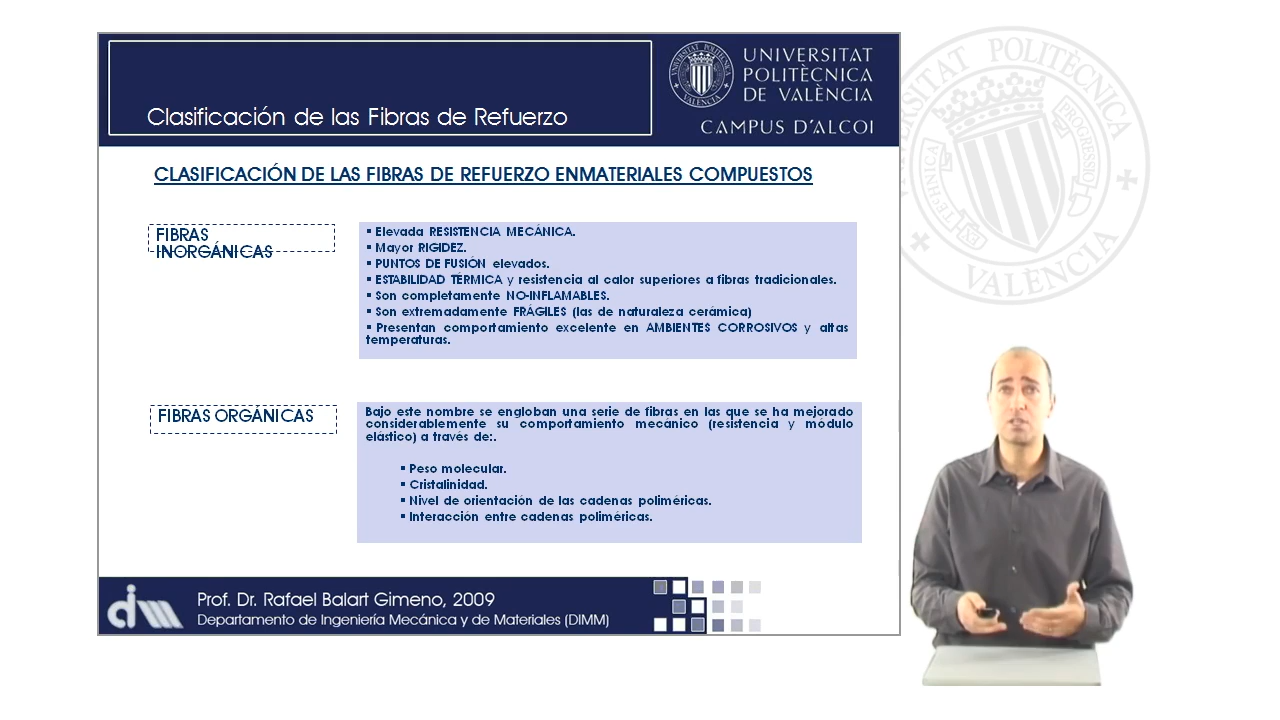 Clasificación de las Fibras de Refuerzo
UNIVERSITAT
POLITÈCNICA
DE VALÈNCIA
CAMPUS D'ALCOI
CLASIFICACIÓN DE LAS FIBRAS DE REFUERZO ENMATERIALES COMPUESTOS
FIBRAS
INORGÁNICAS
▪ Elevada RESISTENCIA MECÁNICA.
▪ Mayor RIGIDEZ.
▪ PUNTOS DE FUSIÓN elevados.
▪ ESTABILIDAD TÉRMICA y resistencia al calor superiores a fibras tradicionales.
▪ Son completamente NO-INFLAMABLES.
▪ Son extremadamente FRÁGILES (las de naturaleza cerámica)
▪ Presentan comportamiento excelente en AMBIENTES CORROSIVOS y altas
temperaturas.
FIBRAS ORGÁNICAS
Bajo este nombre se engloban una serie de fibras en las que se ha mejorado
considerablemente su comportamiento mecánico (resistencia y módulo
elástico) a través de:.
▪ Peso molecular.
▪ Cristalinidad.
▪ Nivel de orientación de las cadenas poliméricas.
▪ Interacción entre cadenas poliméricas.
dimm
Prof. Dr. Rafael Balart Gimeno, 2009
Departamento de Ingeniería Mecánica y de Materiales (DIMM)
VERSITAT POLITÈCNICA
VALÈNCIA